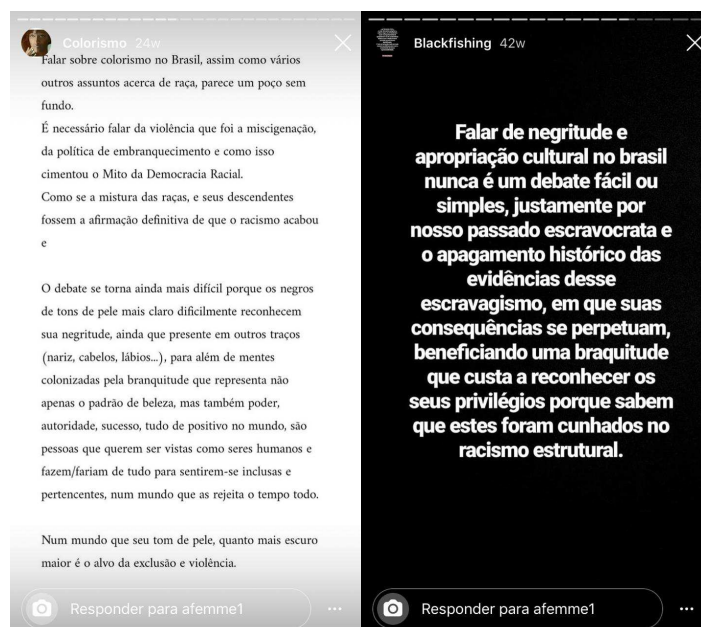 Colorismo 24w
Falar sobre colorismo no Brasil, assim como vários
outros assuntos acerca de raça, parece um poço sem
fundo.
É necessário falar da violência que foi a miscigenação,
da política de embranquecimento e como isso
cimentou o Mito da Democracia Racial.
Como se a mistura das raças, e seus descendentes
fossem a afirmação definitiva de que o racismo acabou
e
O debate se torna ainda mais difícil porque os negros
de tons de pele mais claro dificilmente reconhecem
sua negritude, ainda que presente em outros traços
(nariz, cabelos, lábios...), para além de mentes
colonizadas pela branquitude que representa não
apenas o padrão de beleza, mas também poder,
autoridade, sucesso, tudo de positivo no mundo, são
pessoas que querem ser vistas como seres humanos e
fazem/fariam de tudo para sentirem-se inclusas e
pertencentes, num mundo que as rejeita o tempo todo.
Num mundo que seu tom de pele, quanto mais escuro
maior é o alvo da exclusão e violência.
Responder para afemme1
Blackfishing 42w
Falar de negritude e
apropriação cultural no brasil
nunca é um debate fácil ou
simples, justamente por
nosso passado escravocrata e
o apagamento histórico das
evidências desse
escravagismo, em que suas
consequências se perpetuam,
beneficiando uma braquitude
que custa a reconhecer os
seus privilégios porque sabem
que estes foram cunhados no
racismo estrutural.
Responder para afemme1